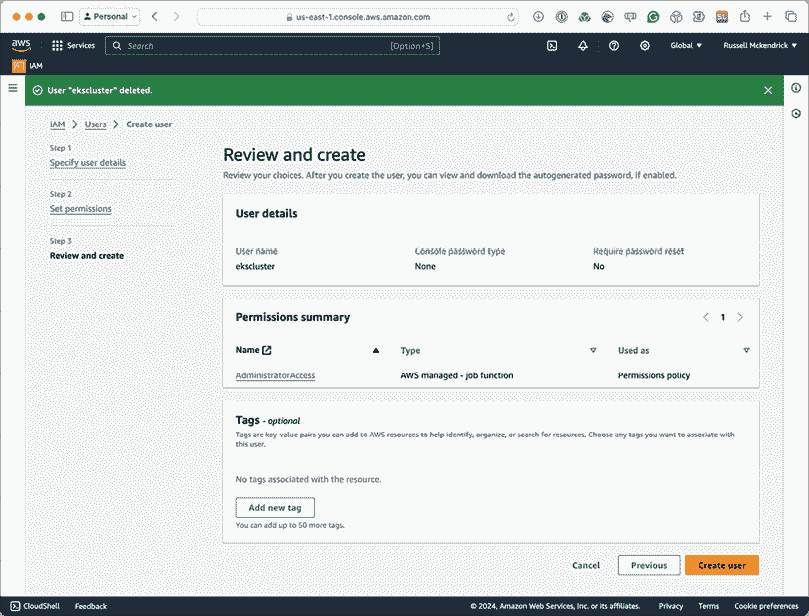 Personal
us-east-1.console.aws.amazon.com
aws
Services
Search
[Option+S]
Global
Russell Mckendrick
IAM
User "ekscluster" deleted.
IAM > Users > Create user
Step 1
Specify user details
Step 2
Set permissions
Step 3
Review and create
Review and create
Review your choices. After you create the user, you can view and download the autogenerated password, if enabled.
User details
User name
Console password type
Require password reset
ekscluster
None
No
Permissions summary
1
Name
Type
Used as
AdministratorAccess
AWS managed - job function
Permissions policy
Tags - optional
Tags are key value pairs you can add to AWS resources to help identify, organize, or search for resources. Choose any tags you want to associate with
this user.
No tags associated with the resource.
Add new tag
You can add up to 50 more tags.
Cancel
Previous
Create user
CloudShell
Feedback
© 2024, Amazon Web Services, Inc. or its affiliates.
Privacy
Terms
Cookie preferences